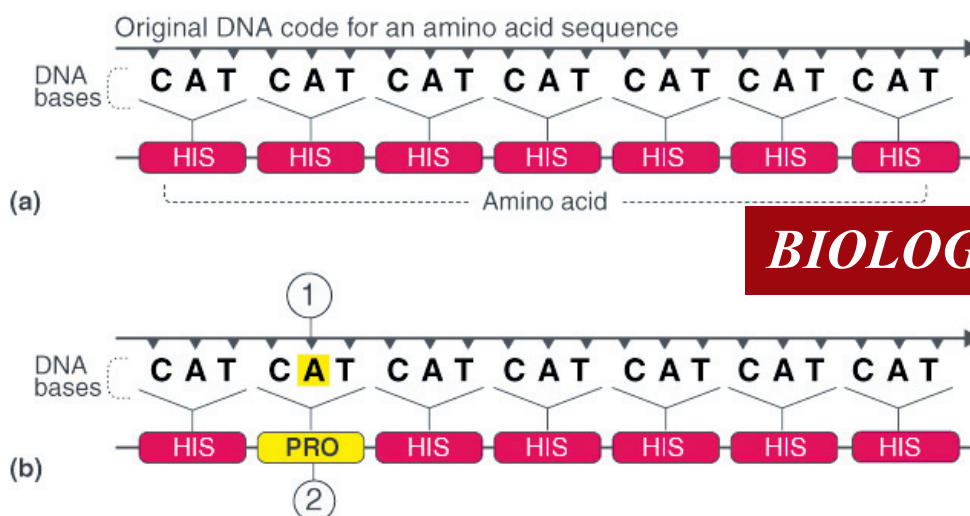 Original DNA code for an amino acid sequence
DNA bases
C A T C A T C A T C A T C A T C A T C A T
HIS HIS HIS HIS HIS HIS HIS
(a)
Amino acid
BIOLOG
1
DNA bases
C A T C A T C A T C A T C A T C A T C A T
HIS PRO HIS HIS HIS HIS HIS
(b)
2